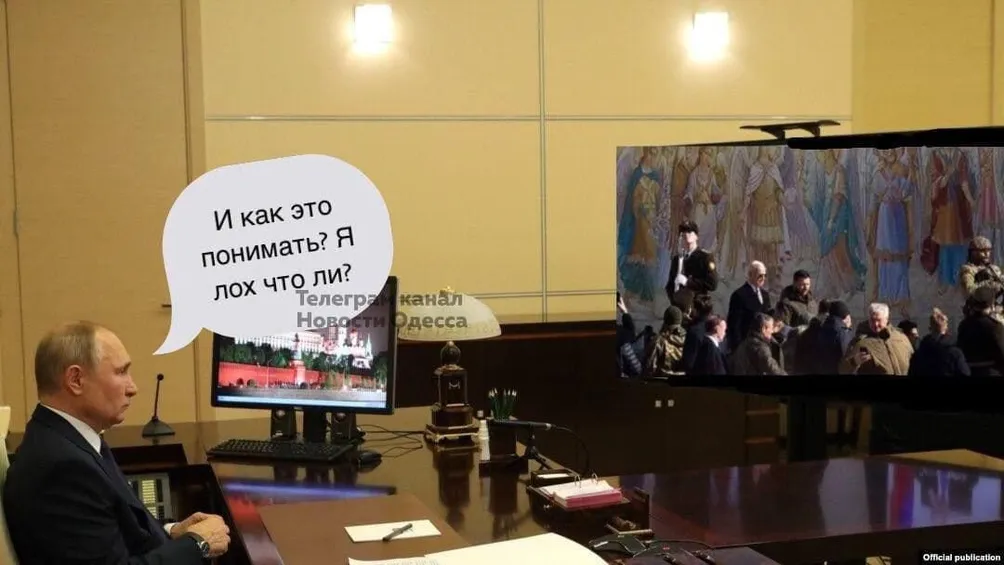 И как это
понимать? Я
лох что ли?
Телеграм канал
Новости Одесса
Official publication